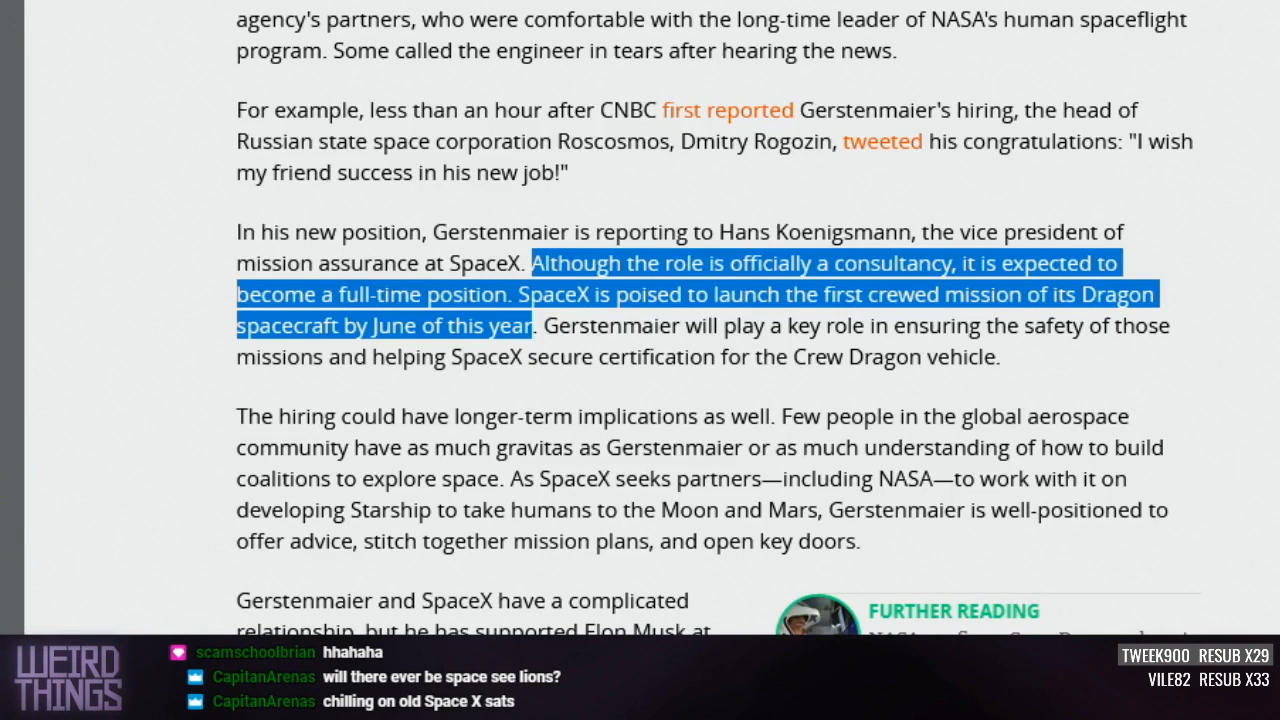 agency's partners, who were comfortable with the long-time leader of NASA's human spaceflight
program. Some called the engineer in tears after hearing the news.
For example, less than an hour after CNBC first reported Gerstenmaier's hiring, the head of
Russian state space corporation Roscosmos, Dmitry Rogozin, tweeted his congratulations: "I wish
my friend success in his new job!"
In his new position, Gerstenmaier is reporting to Hans Koenigsmann, the vice president of
mission assurance at SpaceX. Although the role is officially a consultancy, it is expected to
become a full-time position. SpaceX is poised to launch the first crewed mission of its Dragon
spacecraft by June of this year. Gerstenmaier will play a key role in ensuring the safety of those
missions and helping SpaceX secure certification for the Crew Dragon vehicle.
The hiring could have longer-term implications as well. Few people in the global aerospace
community have as much gravitas as Gerstenmaier or as much understanding of how to build
coalitions to explore space. As SpaceX seeks partners—including NASA—to work with it on
developing Starship to take humans to the Moon and Mars, Gerstenmaier is well-positioned to
offer advice, stitch together mission plans, and open key doors.
Gerstenmaier and SpaceX have a complicated
relationship, but he has supported Elon Musk at
FURTHER READING
WEIRD
THINGS
scamschoolbrian hhahaha
CapitanArenas will there ever be space see lions?
CapitanArenas chilling on old Space X sats
TWEEK900 RESUB X29
VILE82 RESUB X33